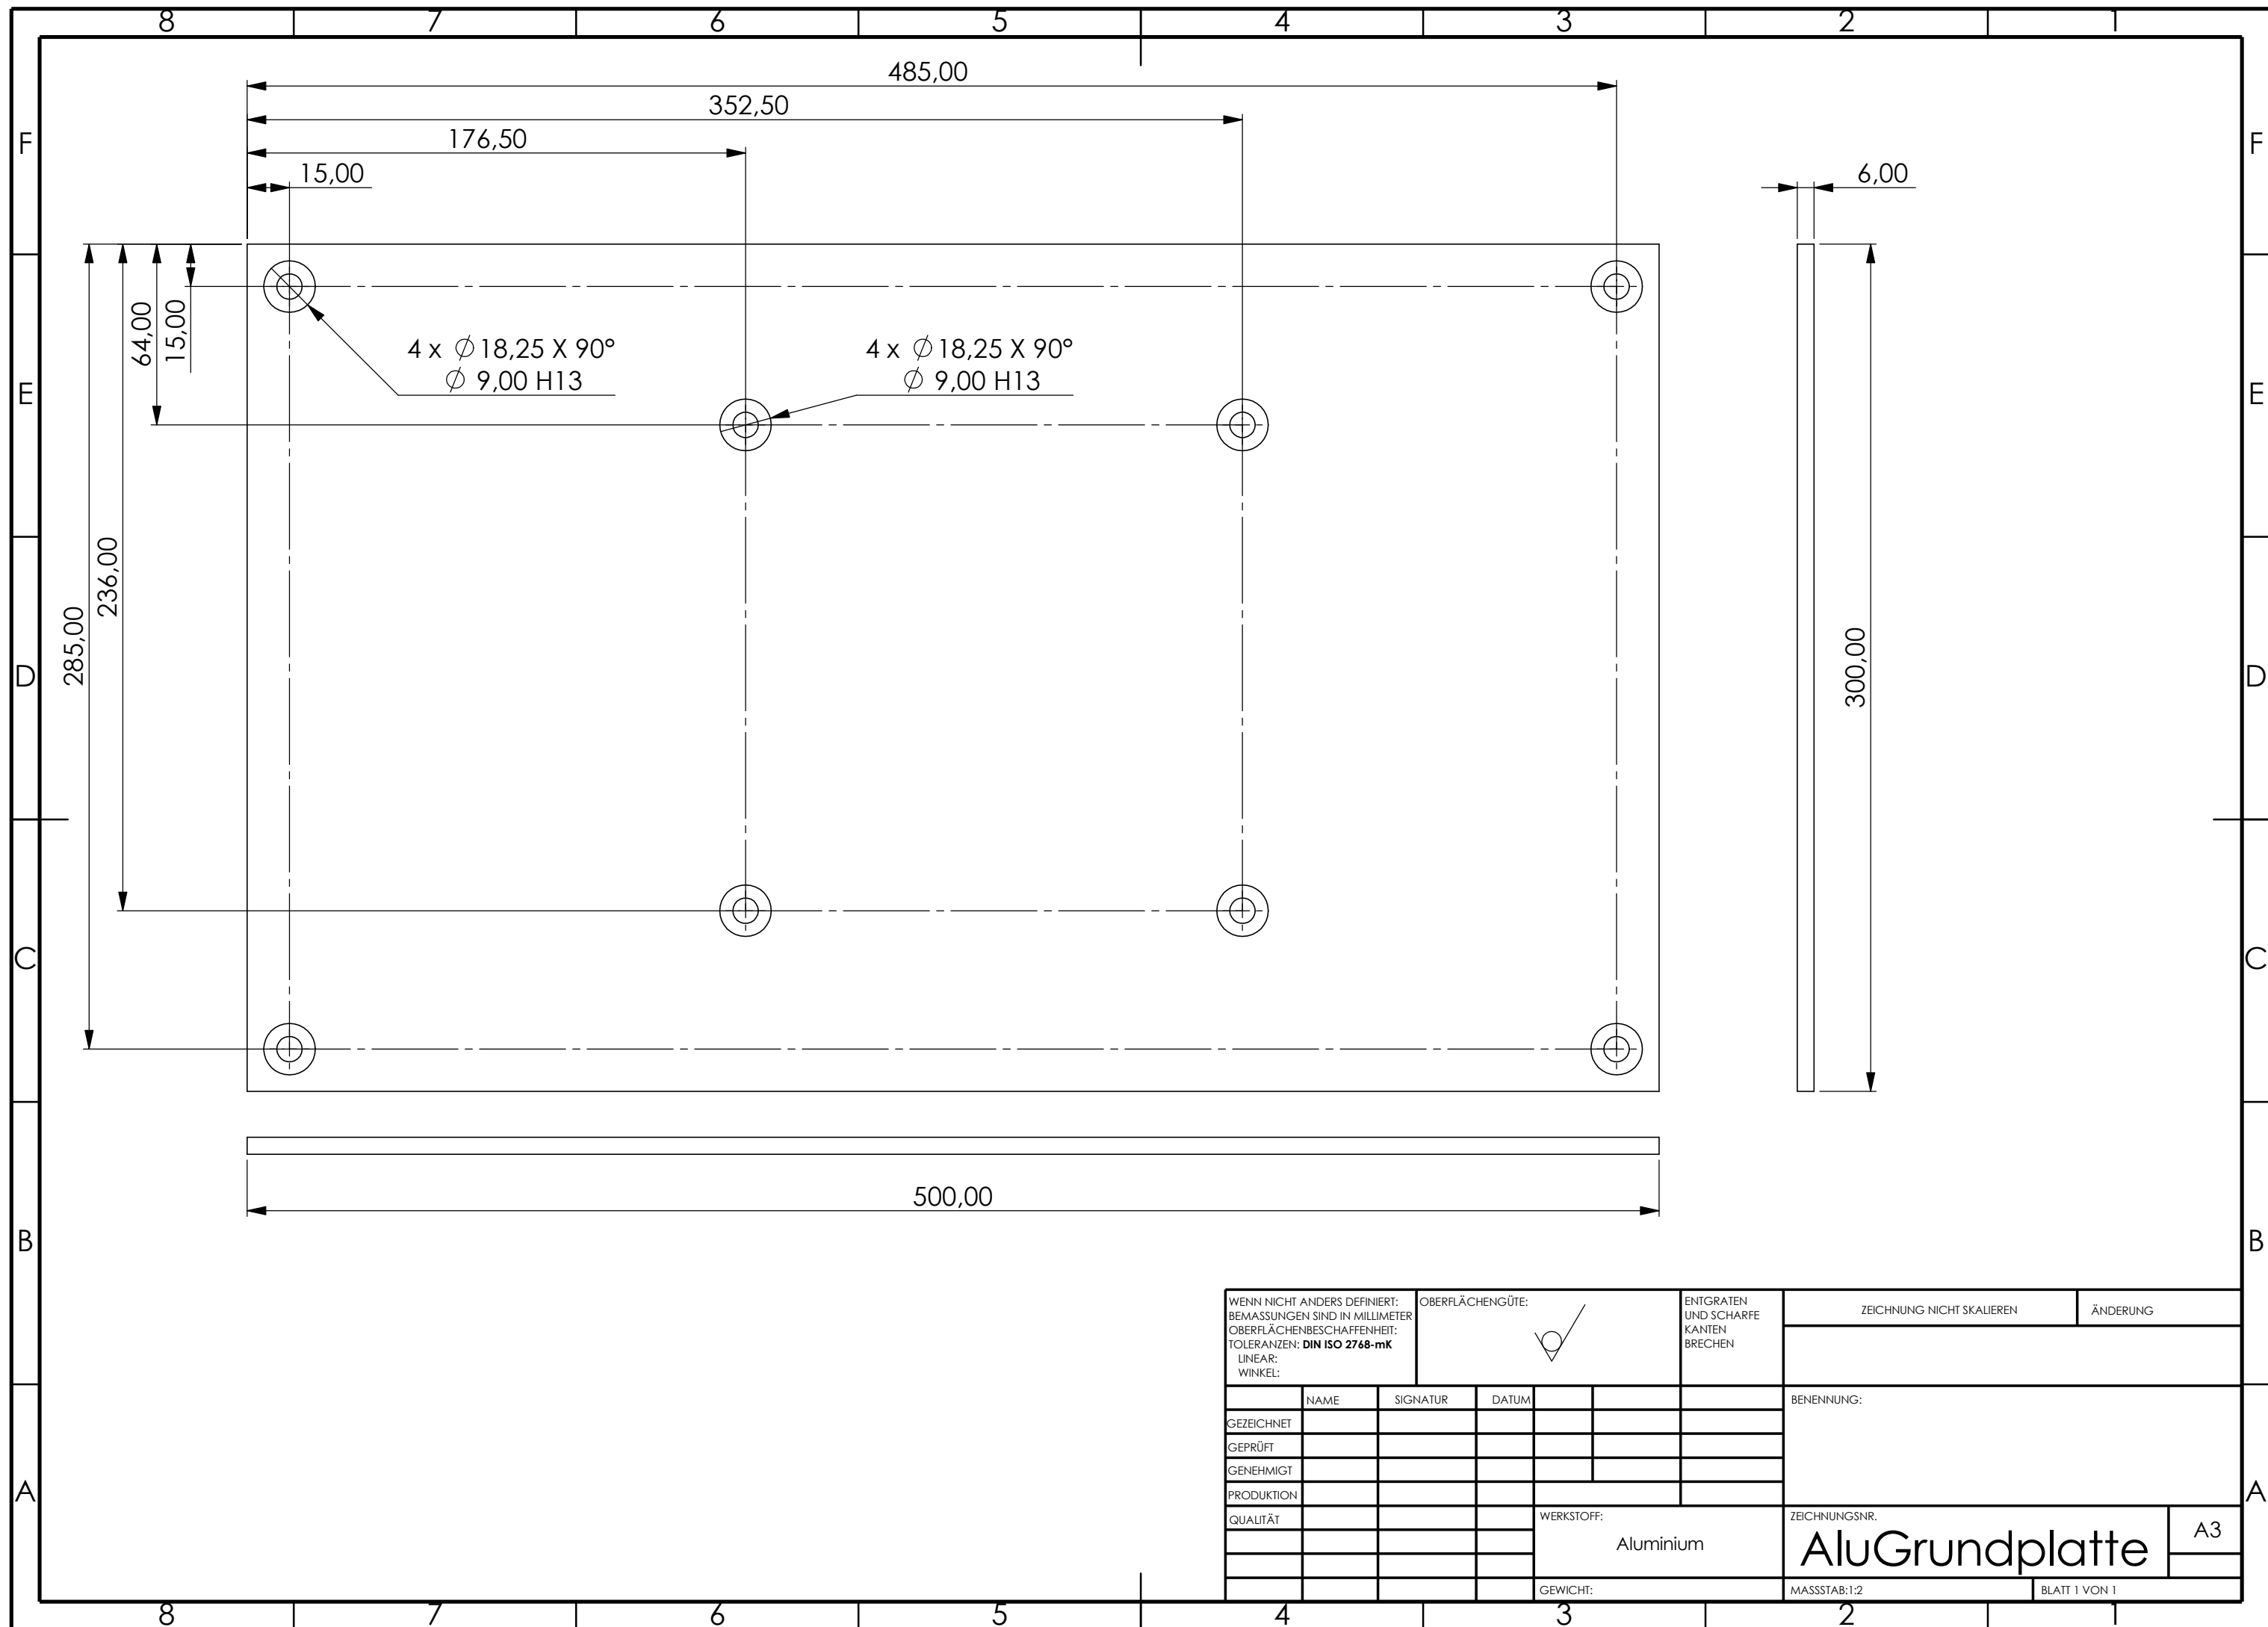 8 7 6 5 4 3 2 1
485,00
352,50
176,50
15,00
6,00
F F
64,00
15,00
4 x ⌀ 18,25 X 90°
⌀ 9,00 H13
4 x ⌀ 18,25 X 90°
⌀ 9,00 H13
E E
236,00
285,00
300,00
D D
C C
500,00
B B
WENN NICHT ANDERS DEFINIERT:
BEMASSUNGEN SIND IN MILLIMETER
OBERFLÄCHENBESCHAFFENHEIT:
TOLERANZEN: DIN ISO 2768-mK
LINEAR:
WINKEL:
OBERFLÄCHENGÜTE:
ENTGRATEN
UND SCHARFE
KANTEN
BRECHEN
ZEICHNUNG NICHT SKALIEREN
ÄNDERUNG
NAME SIGNATUR DATUM
GEZEICHNET
GEPRÜFT
GENEHMIGT
PRODUKTION
QUALITÄT
BENENNUNG:
WERKSTOFF:
Aluminium
GEWICHT:
ZEICHNUNGSNR.
AluGrundplatte
A3
MASSSTAB:1:2
BLATT 1 VON 1
A A
8 7 6 5 4 3 2 1